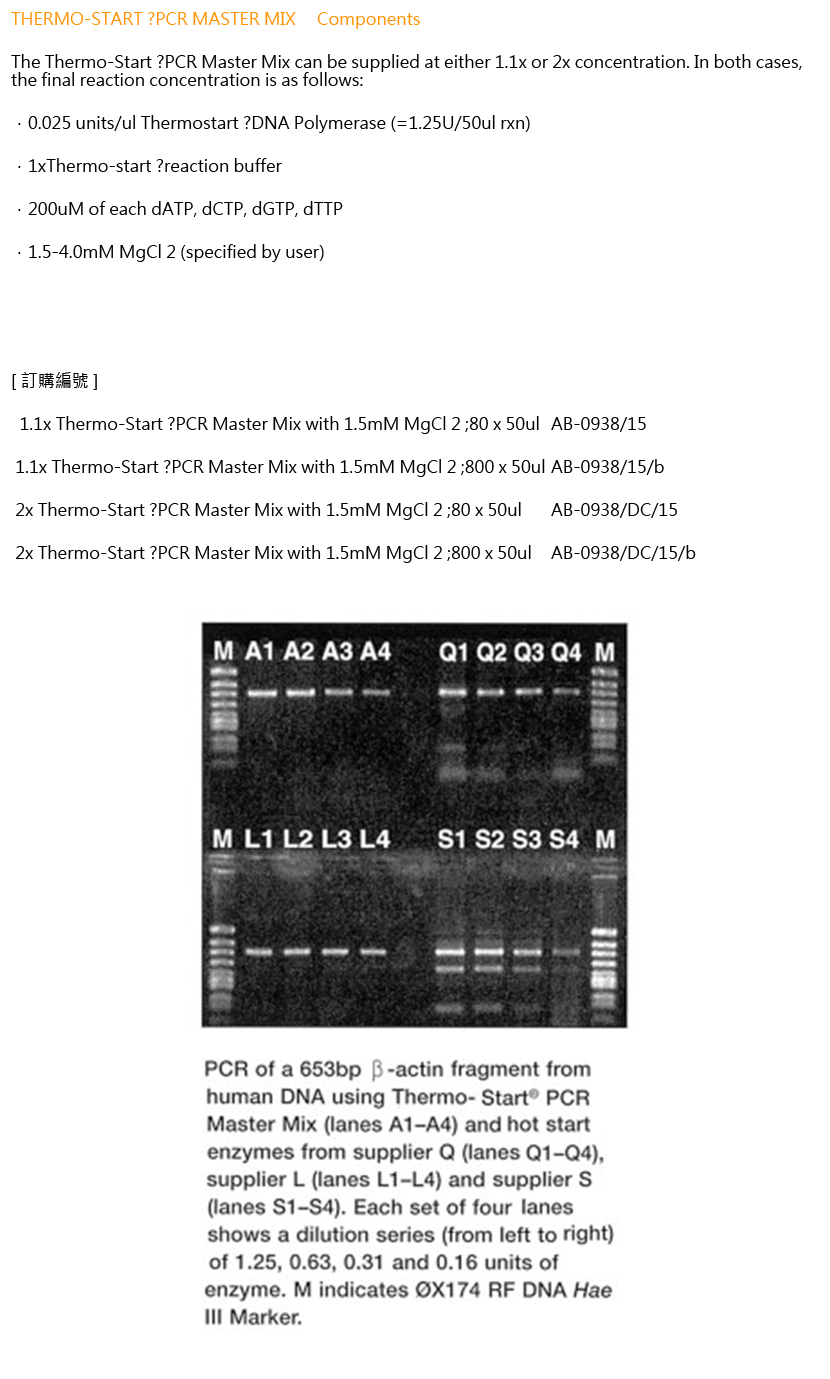 THERMO-START ?PCR MASTER MIX Components
The Thermo-Start ?PCR Master Mix can be supplied at either 1.1x or 2x concentration. In both cases,
the final reaction concentration is as follows:
· 0.025 units/ul Thermostart ?DNA Polymerase (=1.25U/50ul rxn)
· 1xThermo-start ?reaction buffer
· 200uM of each dATP, dCTP, dGTP, dTTP
· 1.5-4.0mM MgCl 2 (specified by user)
[ 訂購編號 ]
1.1x Thermo-Start ?PCR Master Mix with 1.5mM MgCl 2 ;80 x 50ul AB-0938/15
1.1x Thermo-Start ?PCR Master Mix with 1.5mM MgCl 2 ;800 x 50ul AB-0938/15/b
2x Thermo-Start ?PCR Master Mix with 1.5mM MgCl 2 ;80 x 50ul AB-0938/DC/15
2x Thermo-Start ?PCR Master Mix with 1.5mM MgCl 2 ;800 x 50ul AB-0938/DC/15/b
M A1 A2 A3 A4 Q1 Q2 Q3 Q4 M
M L1 L2 L3 L4 S1 S2 S3 S4 M
PCR of a 653bp β-actin fragment from
human DNA using Thermo- Start® PCR
Master Mix (lanes A1–A4) and hot start
enzymes from supplier Q (lanes Q1–Q4),
supplier L (lanes L1–L4) and supplier S
(lanes S1–S4). Each set of four lanes
shows a dilution series (from left to right)
of 1.25, 0.63, 0.31 and 0.16 units of
enzyme. M indicates ØX174 RF DNA Hae
III Marker.